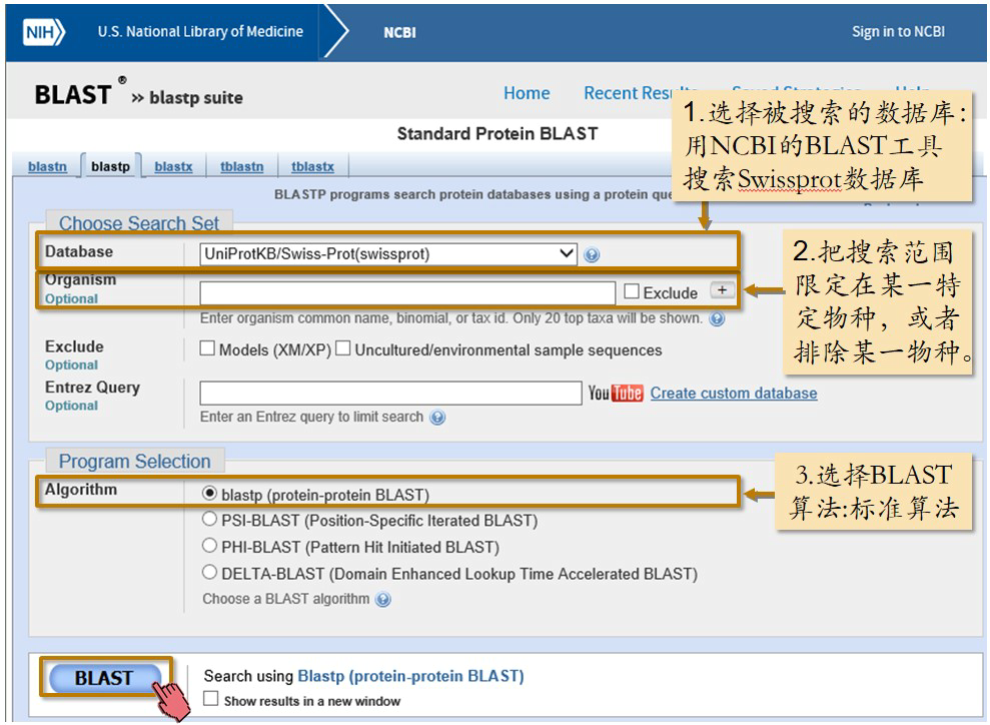 NIH U.S. National Library of Medicine NCBI Sign in to NCBI
BLAST ® » blastp suite Home Recent Results Saved Strategies Help
1.选择被搜索的数据库:
用NCBI的BLAST工具
搜索Swissprot数据库
Standard Protein BLAST
blastn blastp blastx tblastn tblastx
BLASTP programs search protein databases using a protein que
Choose Search Set
Database UniProtKB/Swiss-Prot(swissprot)
Organism
Optional
Exclude +
Enter organism common name, binomial, or tax id. Only 20 top taxa will be shown.
2.把搜索范围
限定在某一特
定物种，或者
排除某一物种。
Exclude Models (XM/XP) Uncultured/environmental sample sequences
Optional
Entrez Query
Optional
YouTube Create custom database
Enter an Entrez query to limit search
Program Selection
Algorithm blastp (protein-protein BLAST)
3.选择BLAST
算法:标准算法
PSI-BLAST (Position-Specific Iterated BLAST)
PHI-BLAST (Pattern Hit Initiated BLAST)
DELTA-BLAST (Domain Enhanced Lookup Time Accelerated BLAST)
Choose a BLAST algorithm
BLAST Search using Blastp (protein-protein BLAST)
Show results in a new window